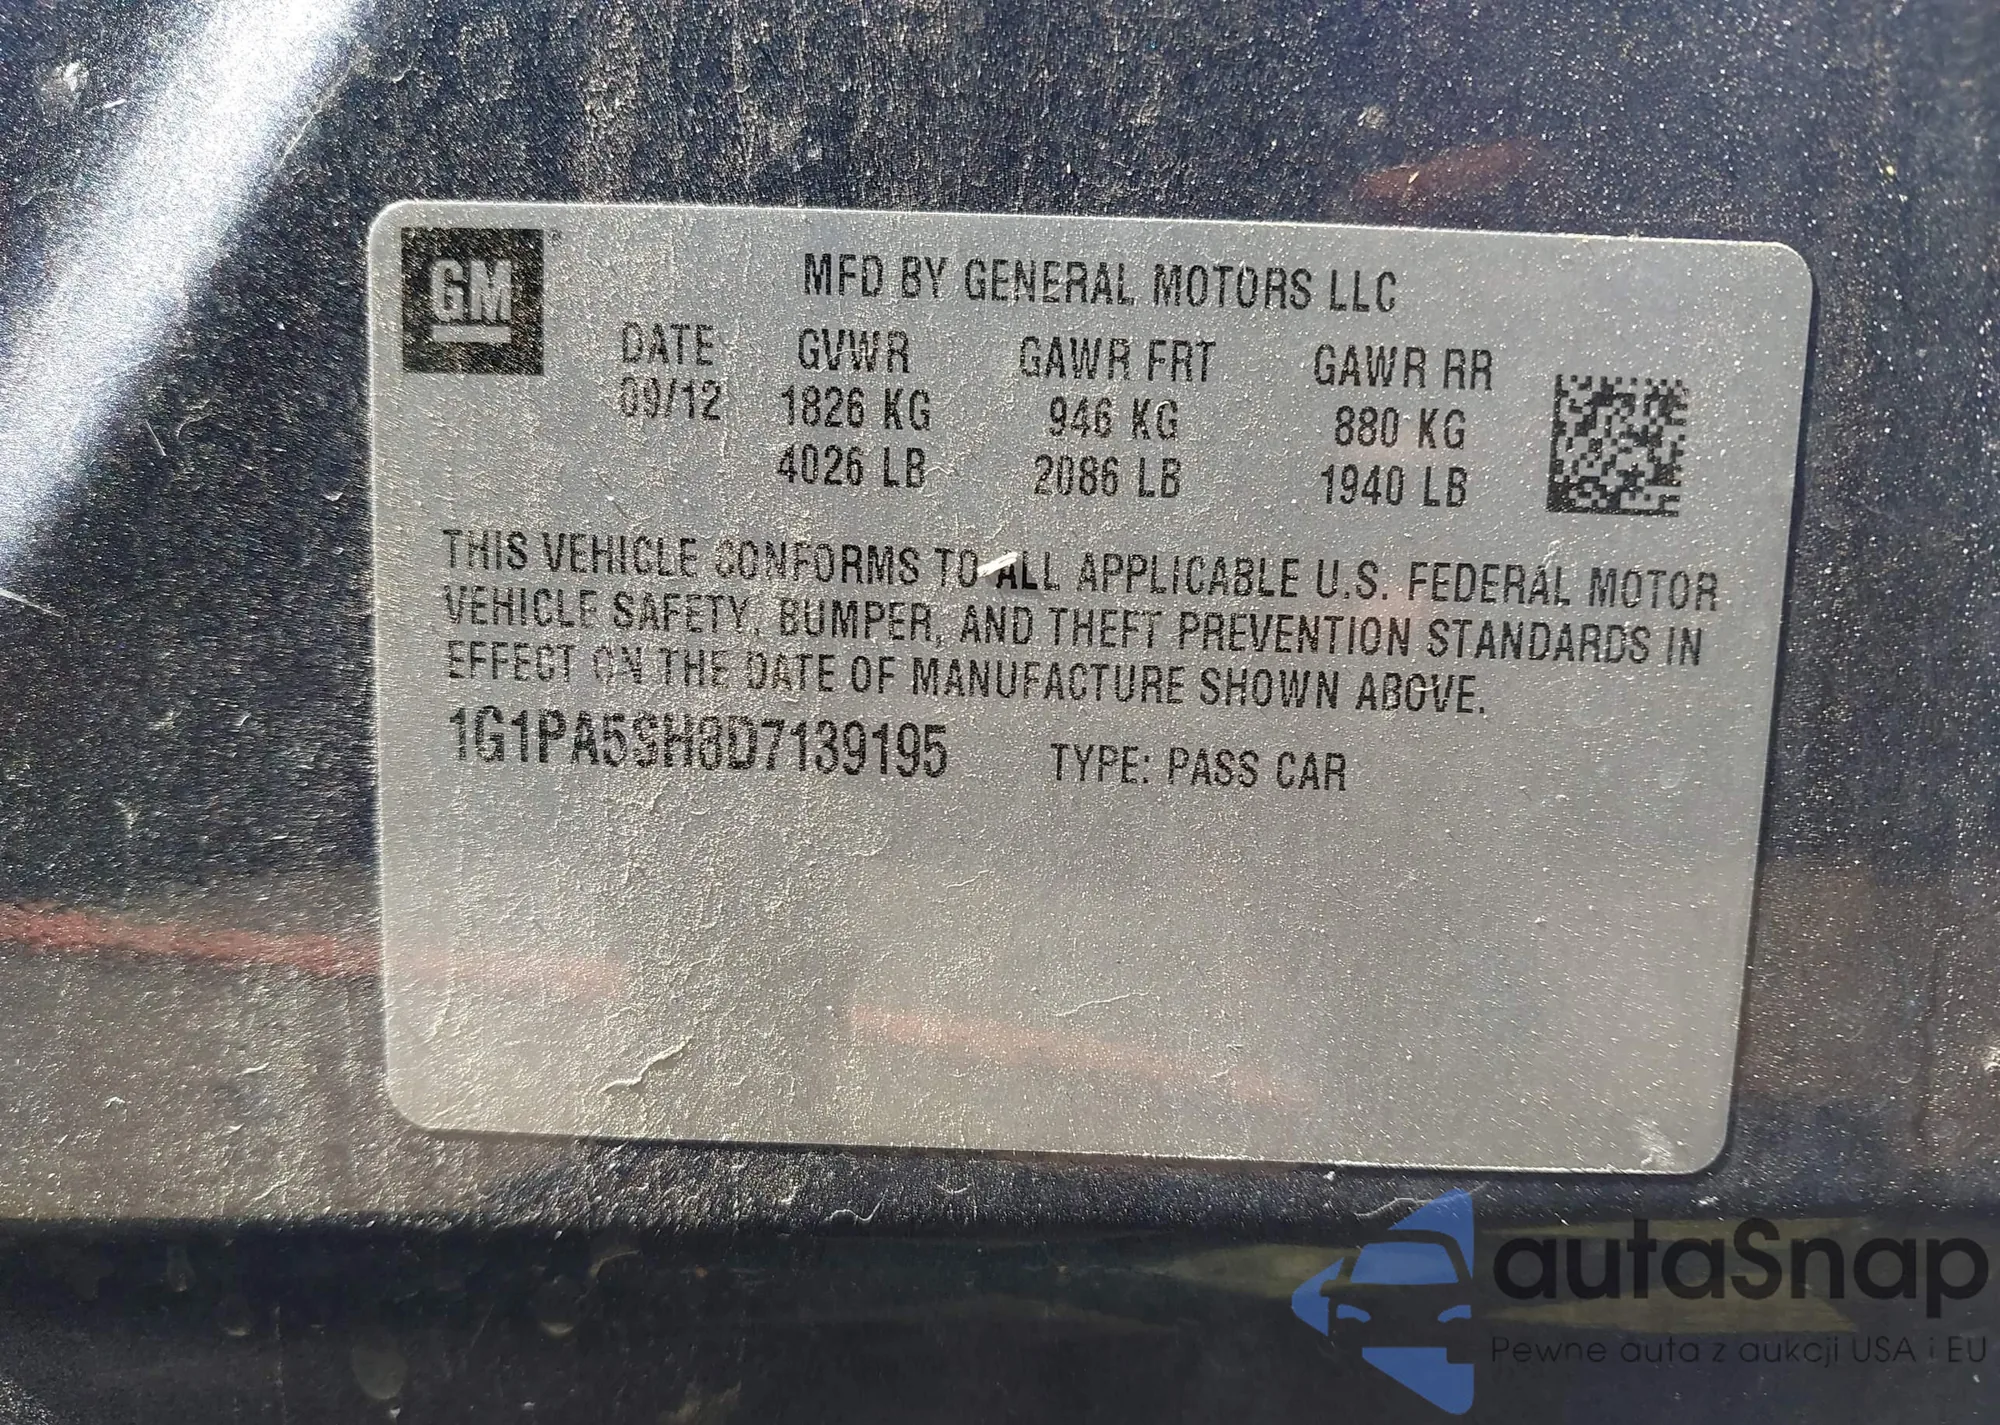 GM
MFD BY GENERAL MOTORS LLC
DATE GVWR GAWR FRT GAWR RR
09/12 1826 KG 946 KG 880 KG
4026 LB 2086 LB 1940 LB
THIS VEHICLE CONFORMS TO ALL APPLICABLE U.S. FEDERAL MOTOR
VEHICLE SAFETY, BUMPER, AND THEFT PREVENTION STANDARDS IN
EFFECT ON THE DATE OF MANUFACTURE SHOWN ABOVE.
1G1PA5SH8D7139195 TYPE: PASS CAR
autaSnap
Pewne auta z aukcji USA i EU